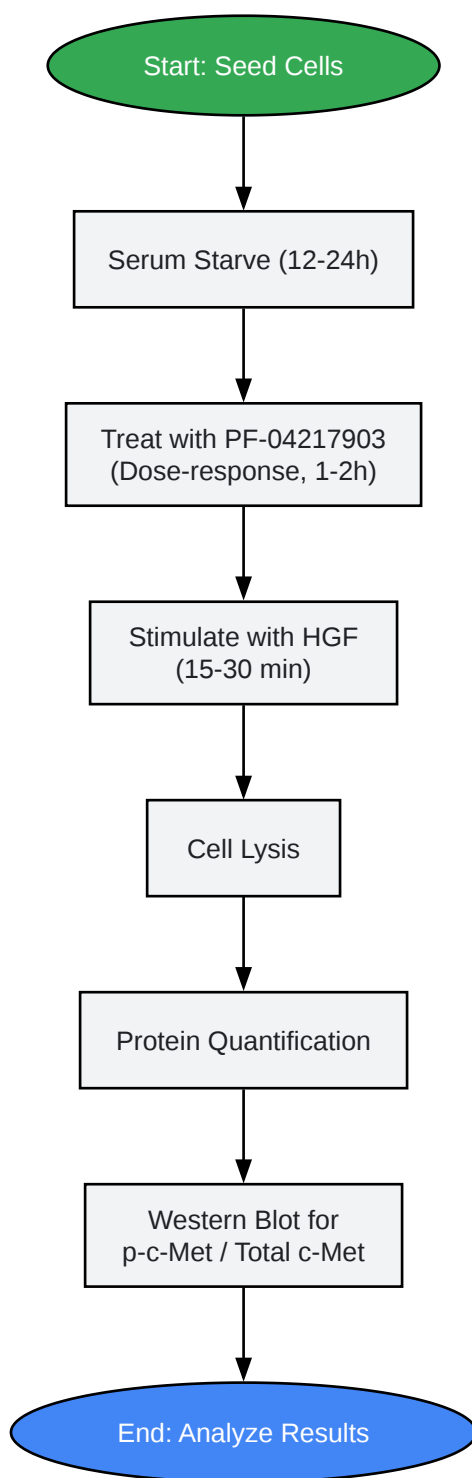 Start: Seed Cells
Serum Starve (12-24h)
Treat with PF-04217903
(Dose-response, 1-2h)
Stimulate with HGF
(15-30 min)
Cell Lysis
Protein Quantification
Western Blot for
p-c-Met / Total c-Met
End: Analyze Results